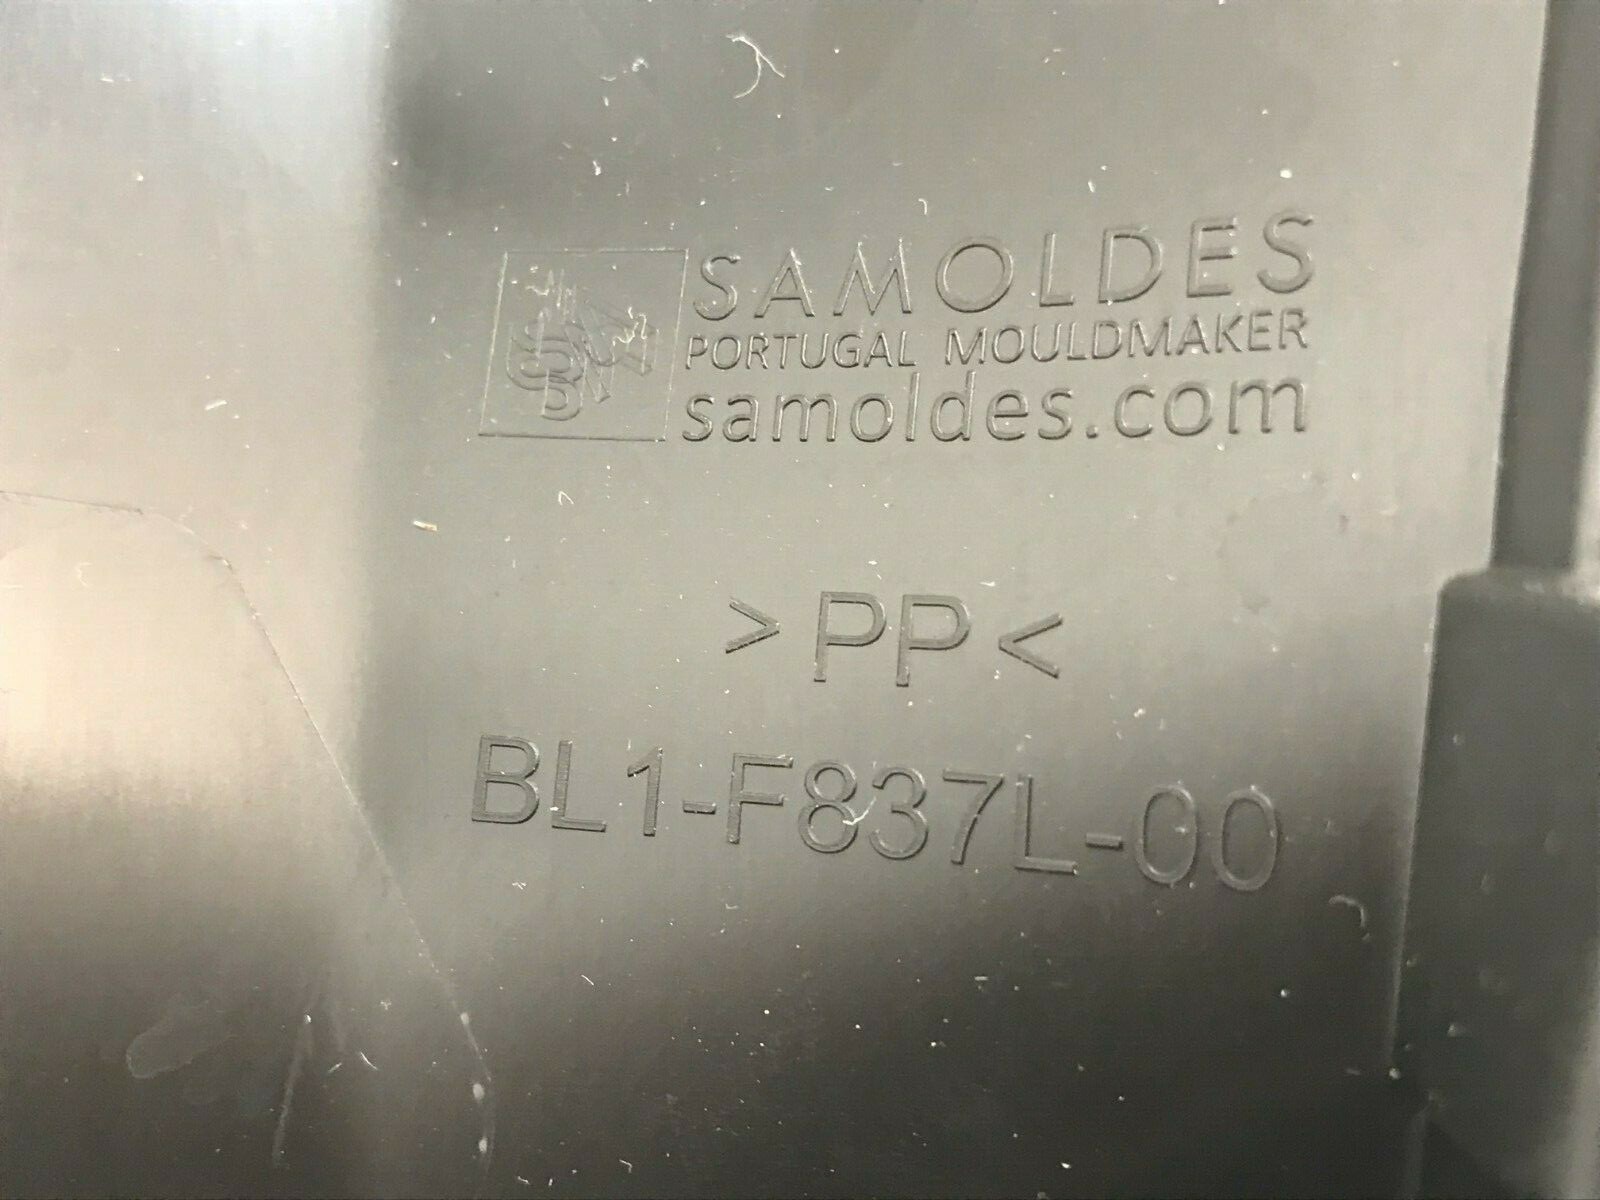 SAMOLDES
PORTUGAL MOULDMAKER
samoldes.com
>PP<
BL1-F837L-00